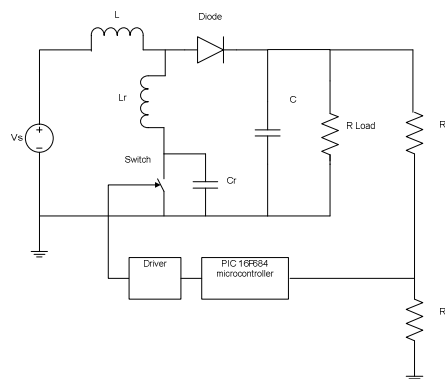 L
Diode
Lr
C
R Load
R
Vs
Switch
Cr
Driver
PIC 16F684
microcontroller
R